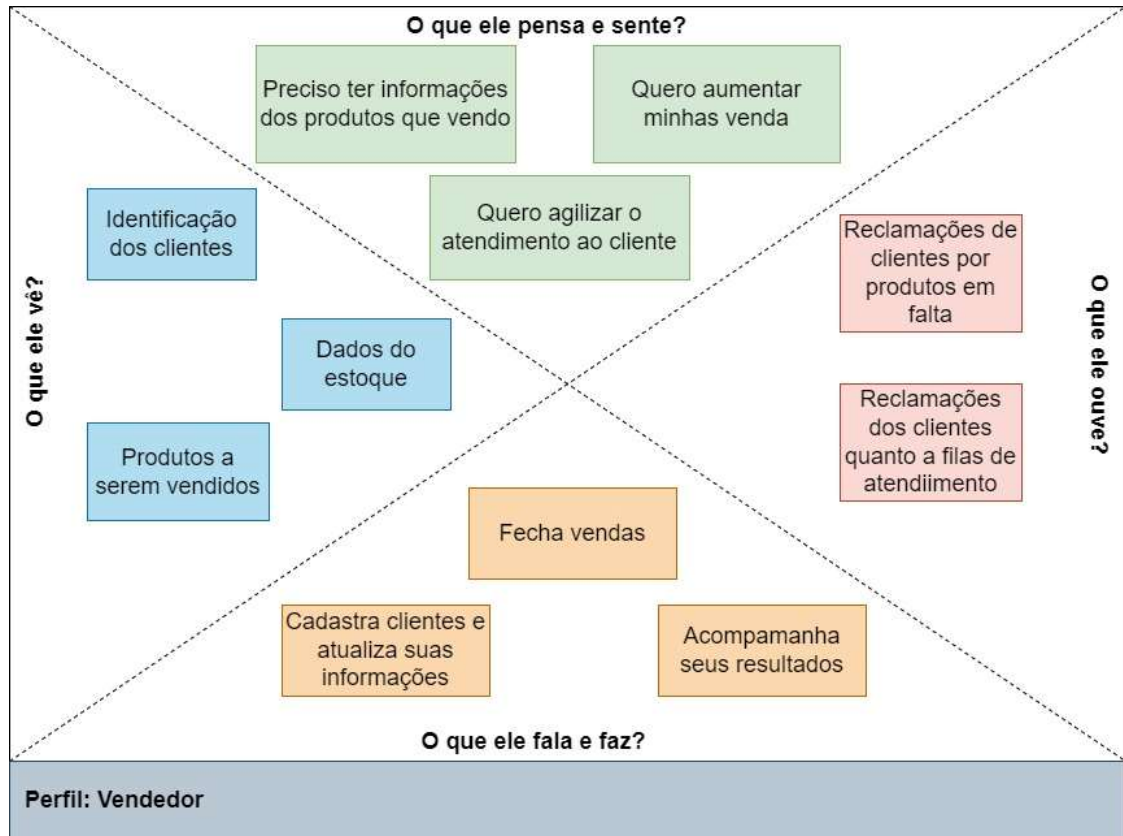 O que ele pensa e sente?
Preciso ter informações
dos produtos que vendo
Quero aumentar
minhas venda
Quero agilizar o
atendimento ao cliente
O que ele vê?
Identificação
dos clientes
Dados do
estoque
Produtos a
serem vendidos
Reclamações de
clientes por
produtos em
falta
Reclamações
dos clientes
quanto a filas de
atendiimento
O que ele ouve?
Fecha vendas
Cadastra clientes e
atualiza suas
informações
Acompamanha
seus resultados
O que ele fala e faz?
Perfil: Vendedor